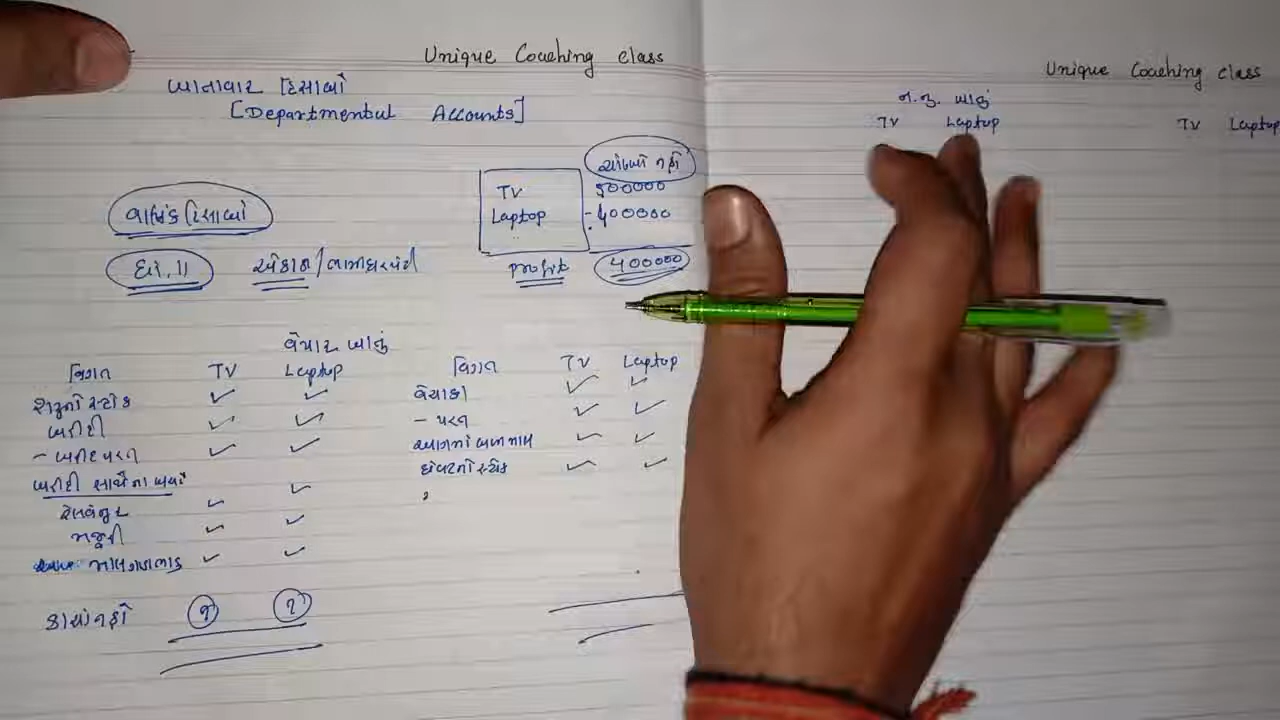 Unique Coaching class
ખાતાવાર હિસાબો
[Departmental Accounts]
ચોખ્ખો નફો
TV 500000
Laptop - 400000
profit 400000
વાર્ષિક હિસાબો
ધો. 11
વેપાર ખાતું
વિગત TV Laptop વિગત TV Laptop
શરૂનો સ્ટોક ✓ ✓ વેચાણ ✓ ✓
ખરીદી ✓ ✓ - પરત ✓ ✓
- ખરીદ પરત ✓ ✓ ✓ ✓
ખરીદી સાથેના ખર્ચા
આખરનો સ્ટોક ✓ ✓
✓ ✓
મજૂરી ✓ ✓
✓ ✓
કાચો નફો
Unique Coaching class
ન.નુ. ખાતું
TV Laptop TV Laptop